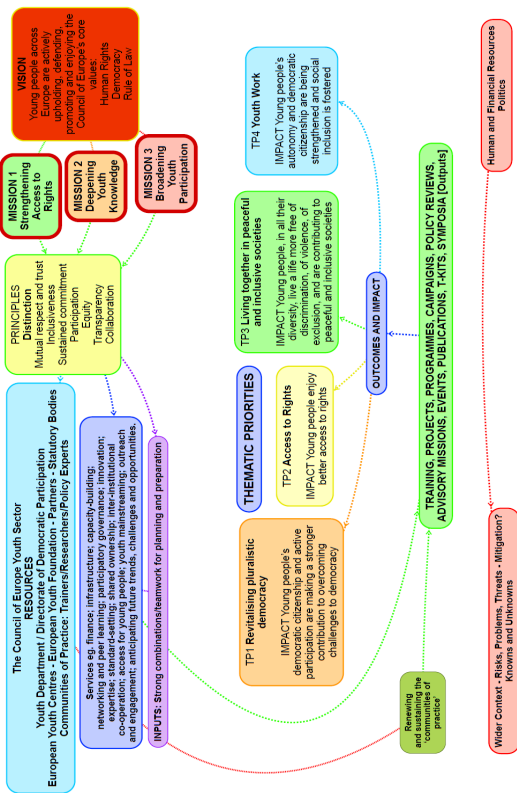 VISION
Young people across
Europe are actively
upholding, defending,
promoting and enjoying the
Council of Europe's core
values:
Human Rights
Democracy
Rule of Law
MISSION 1
Strengthening
Access to
Rights
MISSION 2
Deepening
Youth
Knowledge
MISSION 3
Broadening
Youth
Participation
PRINCIPLES
Distinction
Mutual respect and trust
Inclusiveness
Sustained commitment
Participation
Equity
Transparency
Collaboration
The Council of Europe Youth Sector
RESOURCES
Youth Department / Directorate of Democratic Participation
European Youth Centres - European Youth Foundation - Partners - Statutory Bodies
Communities of Practice: Trainers/Researchers/Policy Experts
Services eg. finance; infrastructure; capacity-building;
networking and peer learning; participatory governance; innovation;
expertise; standard-setting; shared ownership; inter-institutional
co-operation, access for young people; youth mainstreaming; outreach
and engagement; anticipating future trends, challenges and opportunities,
INPUTS: Strong combinations/teamwork for planning and preparation
THEMATIC PRIORITIES
TP1 Revitalising pluralistic
democracy
IMPACT Young people's
democratic citizenship and active
participation are making a stronger
contribution to overcoming
challenges to democracy
TP2 Access to Rights
IMPACT Young people enjoy
better access to rights
TP3 Living together in peaceful
and inclusive societies
IMPACT Young people, in all their
diversity, live a life more free of
discrimination, of violence, of
exclusion, and are contributing to
peaceful and inclusive societies
TP4 Youth Work
IMPACT Young people's
autonomy and democratic
citizenship are being
strengthened and social
inclusion is fostered
OUTCOMES AND IMPACT
TRAINING, PROJECTS, PROGRAMMES, CAMPAIGNS, POLICY REVIEWS,
ADVISORY MISSIONS, EVENTS, PUBLICATIONS, T-KITS, SYMPOSIA [Outputs]
Renewing
and sustaining the
'communities of
practice'
Wider Context - Risks, Problems, Threats - Mitigation?
Knowns and Unknowns
Human and Financial Resources
Politics